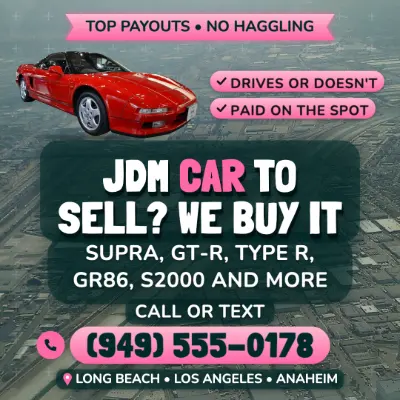 TOP PAYOUTS • NO HAGGLING
✓ DRIVES OR DOESN'T
✓ PAID ON THE SPOT
JDM CAR TO
SELL? WE BUY IT
SUPRA, GT-R, TYPE R,
GR86, S2000 AND MORE
CALL OR TEXT
(949) 555-0178
LONG BEACH • LOS ANGELES • ANAHEIM